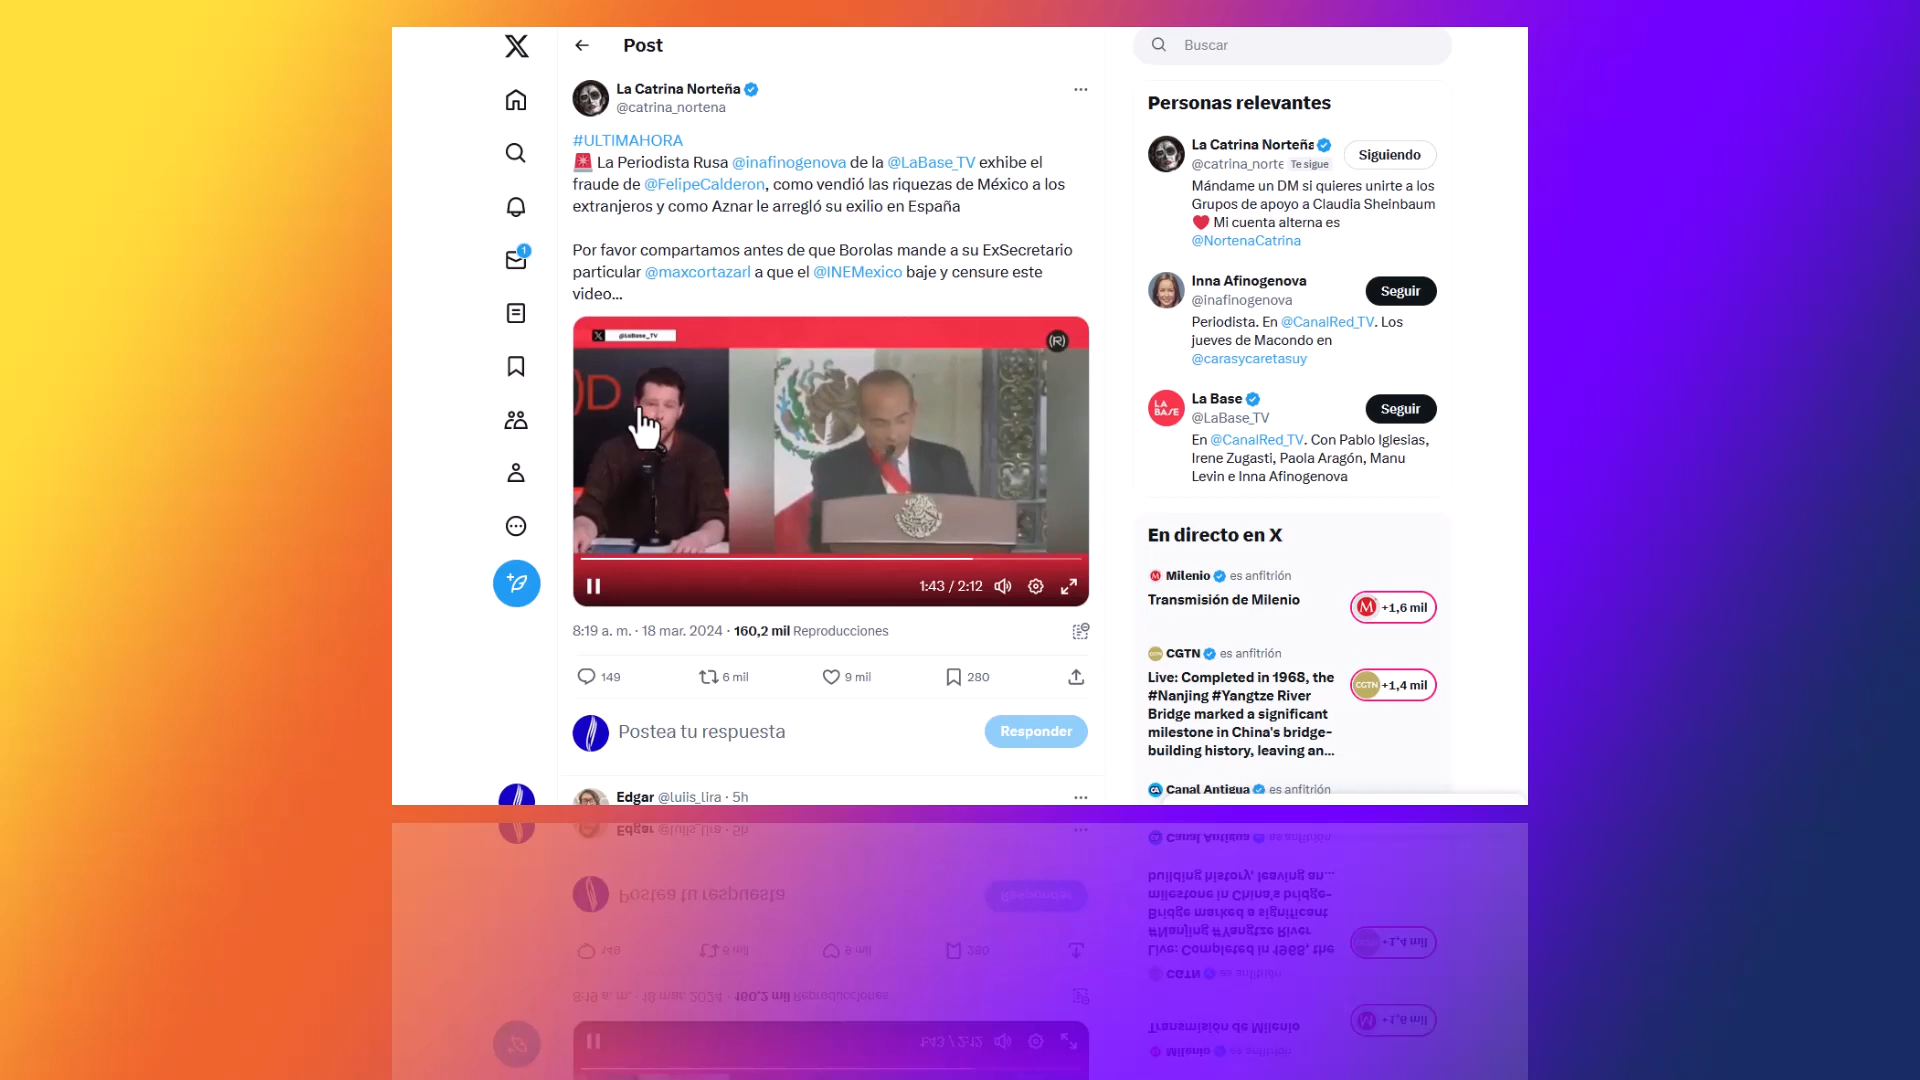 Post
La Catrina Norteña
@catrina_nortena
#ULTIMAHORA
🚨 La Periodista Rusa @inafinogenova de la @LaBase_TV exhibe el
fraude de @FelipeCalderon, como vendió las riquezas de México a los
extranjeros y como Aznar le arregló su exilio en España
Por favor compartamos antes de que Borolas mande a su ExSecretario
particular @maxcortazarl a que el @INEMexico baje y censure este
video...
X @LaBase_TV
(R)
D
1:43 / 2:12
8:19 a. m. · 18 mar. 2024 · 160,2 mil Reproducciones
149
6 mil
9 mil
280
Postea tu respuesta
Responder
Edgar @luiis_lira · 5h
1
Buscar
Personas relevantes
La Catrina Norteña
@catrina_norte Te sigue
Siguiendo
Mándame un DM si quieres unirte a los
Grupos de apoyo a Claudia Sheinbaum
❤️ Mi cuenta alterna es
@NortenaCatrina
Inna Afinogenova
@inafinogenova
Seguir
Periodista. En @CanalRed_TV. Los
jueves de Macondo en
@carasycaretasuy
LA BASE
La Base
@LaBase_TV
Seguir
En @CanalRed_TV. Con Pablo Iglesias,
Irene Zugasti, Paola Aragón, Manu
Levin e Inna Afinogenova
En directo en X
Milenio es anfitrión
Transmisión de Milenio
M +1,6 mil
CGTN es anfitrión
Live: Completed in 1968, the
#Nanjing #Yangtze River
Bridge marked a significant
milestone in China's bridge-
building history, leaving an...
CGTN +1,4 mil
Canal Antigua es anfitrión